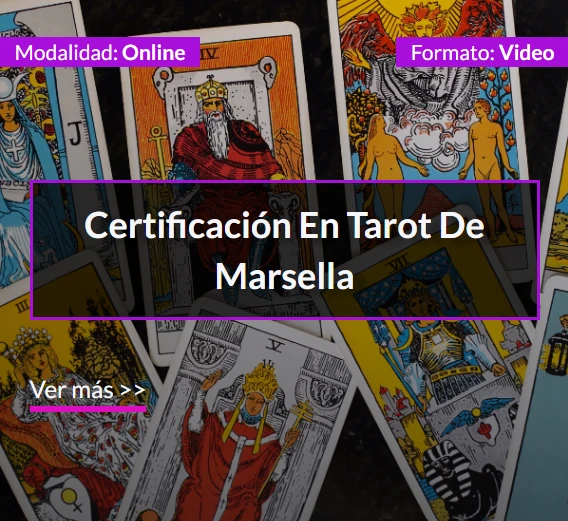 Modalidad: Online
Formato: Video
IV
J
Certificación En Tarot De
Marsella
III
VII
V
Ver más >>